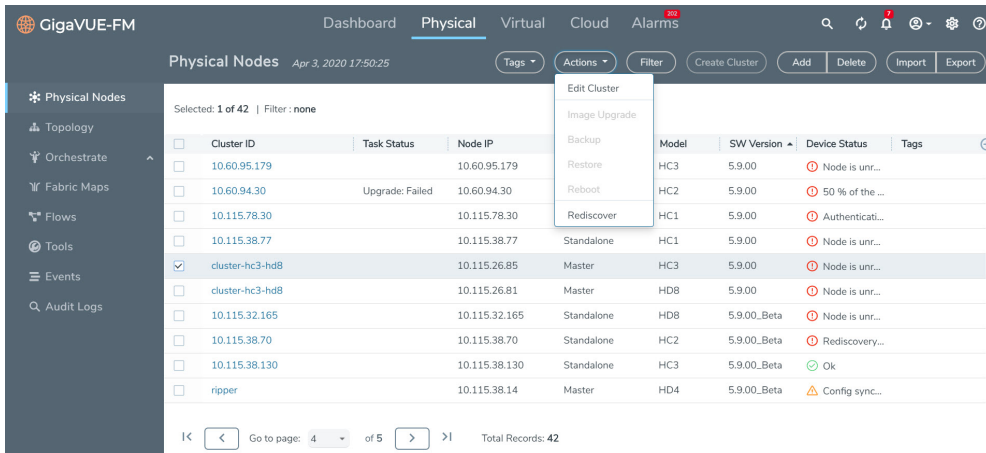 GigaVUE-FM
Dashboard Physical Virtual Cloud Alarms 202 7
Physical Nodes Apr 3, 2020 17:50:25 Tags Actions Filter Create Cluster Add Delete Import Export
Physical Nodes
Topology
Orchestrate
Fabric Maps
Flows
Tools
Events
Audit Logs
Edit Cluster
Image Upgrade
Backup
Restore
Reboot
Rediscover
Selected: 1 of 42 | Filter : none
Cluster ID Task Status Node IP Model SW Version Device Status Tags
10.60.95.179 10.60.95.179 HC3 5.9.00 Node is unr...
10.60.94.30 Upgrade: Failed 10.60.94.30 HC2 5.9.00 50 % of the ...
10.115.78.30 10.115.78.30 HC1 5.9.00 Authenticati...
10.115.38.77 10.115.38.77 Standalone HC1 5.9.00 Node is unr...
cluster-hc3-hd8 10.115.26.85 Master HC3 5.9.00 Node is unr...
cluster-hc3-hd8 10.115.26.81 Master HD8 5.9.00 Node is unr...
10.115.32.165 10.115.32.165 Standalone HD8 5.9.00_Beta Node is unr...
10.115.38.70 10.115.38.70 Standalone HC2 5.9.00_Beta Rediscovery...
10.115.38.130 10.115.38.130 Standalone HC3 5.9.00_Beta Ok
ripper 10.115.38.14 Master HD4 5.9.00_Beta Config sync...
Go to page: 4 of 5 Total Records: 42